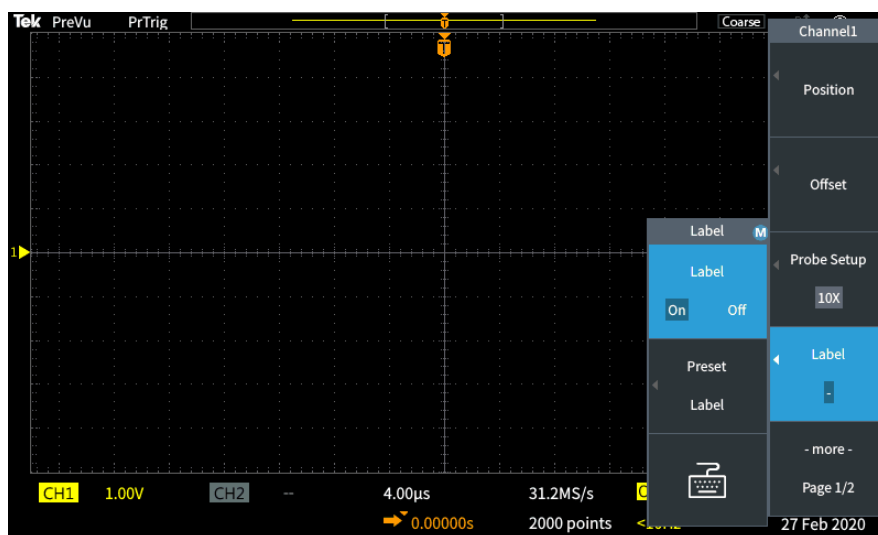 Tek PreVu PrTrig Coarse
T
T
Channel1
Position
Offset
Label M
Probe Setup
10X
Label
On Off
1
Label
-
Preset
Label
- more -
Page 1/2
CH1 1.00V CH2 -- 4.00µs 31.2MS/s
0.00000s 2000 points 27 Feb 2020